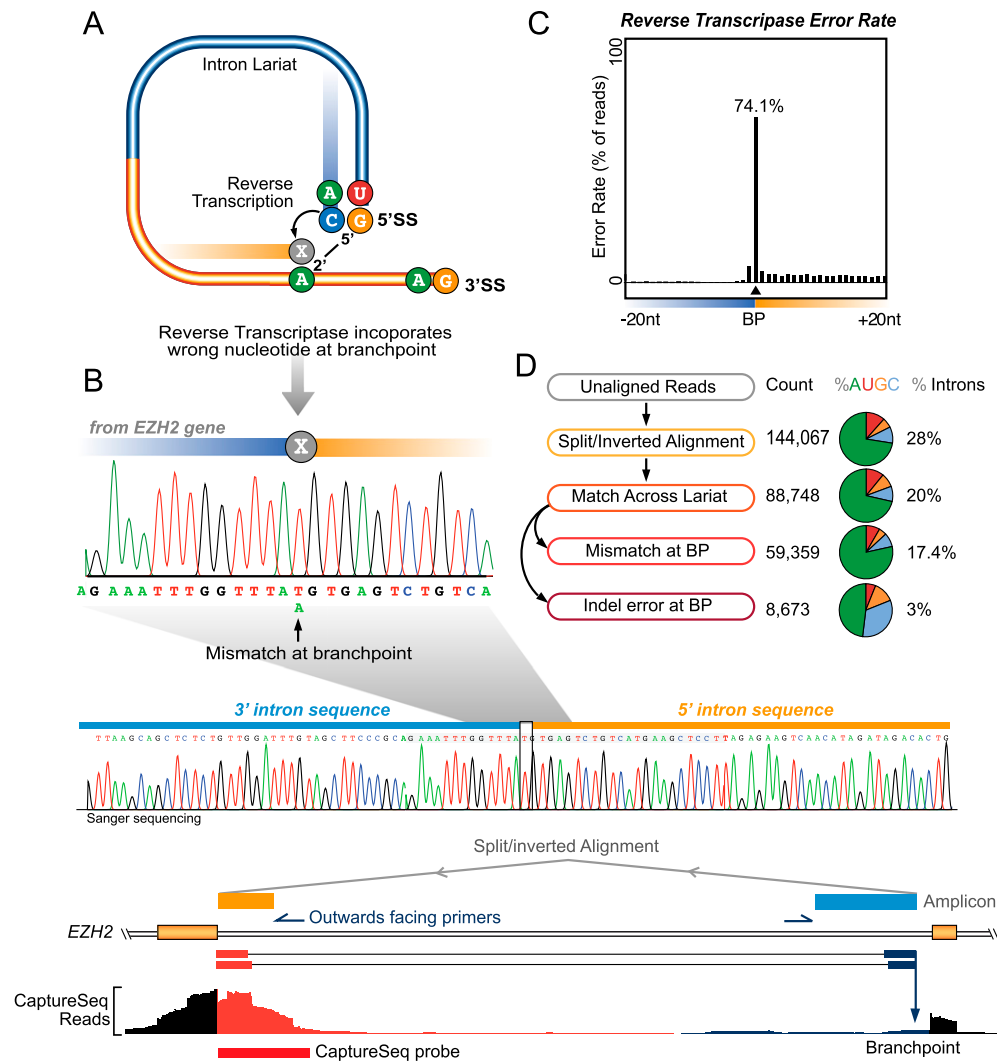 A
Intron Lariat
Reverse
Transcription
A
U
C
G
5'SS
5'
X
2'
A
A
G
3'SS
Reverse Transcriptase incoporates
wrong nucleotide at branchpoint
B
from EZH2 gene
X
AGAAATTTGGTTTATGTGAGTCTGTCA
A
Mismatch at branchpoint
C
Reverse Transcripase Error Rate
Error Rate (% of reads)
100
0
74.1%
-20nt
BP
+20nt
D
Unaligned Reads
Count
%AUGC
% Introns
Split/Inverted Alignment
144,067
28%
Match Across Lariat
88,748
20%
Mismatch at BP
59,359
17.4%
Indel error at BP
8,673
3%
3' intron sequence
5' intron sequence
TTAAGCAGCTCTCTGTTGGATTTGTAGCTTCCCGCAGAAATTTGGTTTATGTGAGTCTGTCATGAAGCTCCTTTAGAGAAGTCAACATAGATAGACACTG
Sanger sequencing
Split/inverted Alignment
Amplicon
Outwards facing primers
EZH2
CaptureSeq
Reads
Branchpoint
CaptureSeq probe